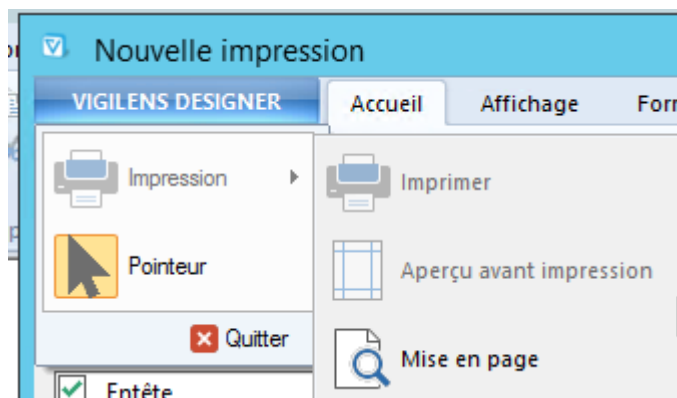 Nouvelle impression
VIGILENS DESIGNER Accueil Affichage
Impression Imprimer
Pointeur Aperçu avant impression
Quitter
Mise en page
Entête